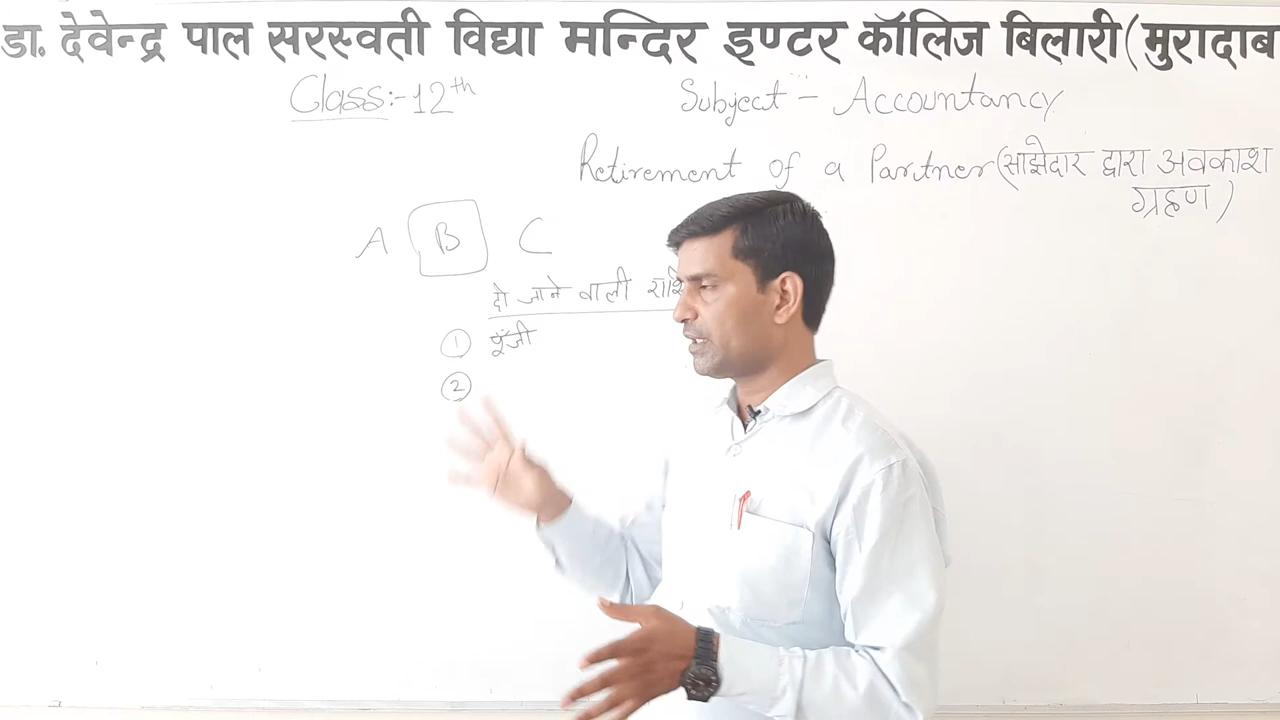 डा. देवेन्द्र पाल सरस्वती विद्या मन्दिर इण्टर कॉलिज बिलारी (मुरादाब
Class:- 12th Subject - Accountancy
Retirement of a Partner (साझेदार द्वारा अवकाश
ग्रहण)
A B C
दी जाने वाली राशि
1 पूँजी
2